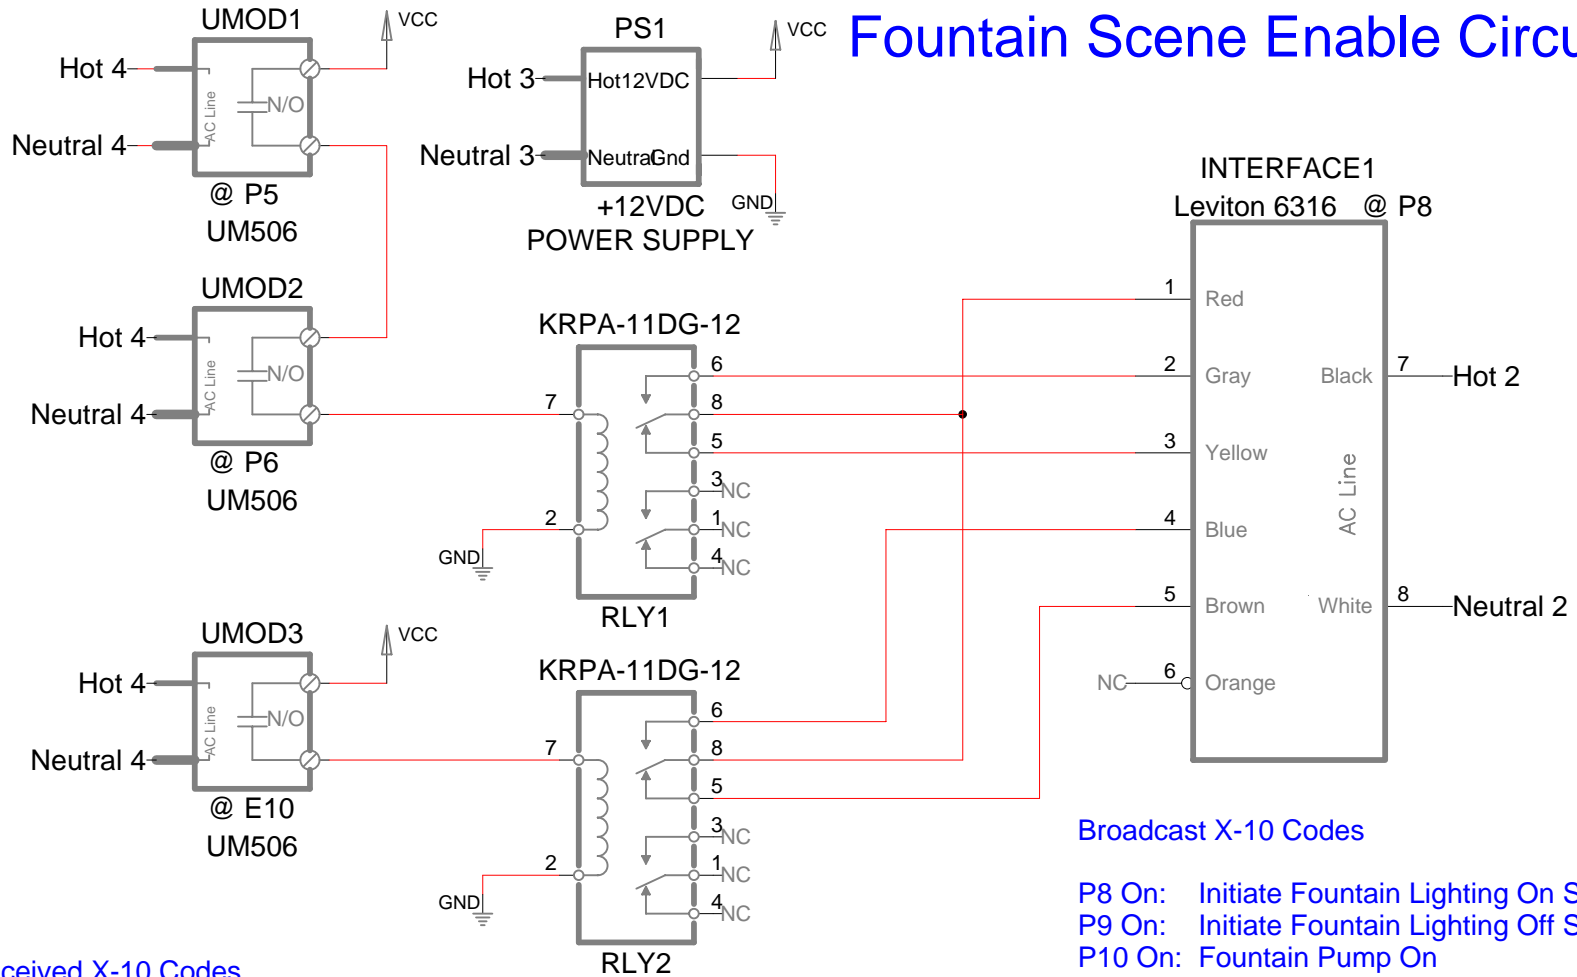 Fountain Scene Enable Circu
UMOD1
VCC
Hot 4
AC Line
N/O
Neutral 4
@ P5
UM506
PS1
VCC
Hot 3
Hot 12VDC
Neutral 3
Neutral Gnd
GND
+12VDC
POWER SUPPLY
UMOD2
Hot 4
AC Line
N/O
Neutral 4
@ P6
UM506
KRPA-11DG-12
6
7
8
5
3 NC
2
1 NC
4 NC
GND
RLY1
UMOD3
VCC
Hot 4
AC Line
N/O
Neutral 4
@ E10
UM506
KRPA-11DG-12
6
7
8
5
3 NC
2
1 NC
4 NC
GND
RLY2
INTERFACE1
Leviton 6316 @ P8
1 Red
2 Gray
Black 7 Hot 2
3 Yellow
AC Line
4 Blue
5 Brown
White 8 Neutral 2
NC 6 Orange
Broadcast X-10 Codes
P8 On: Initiate Fountain Lighting On S
P9 On: Initiate Fountain Lighting Off S
P10 On: Fountain Pump On
ceived X-10 Codes